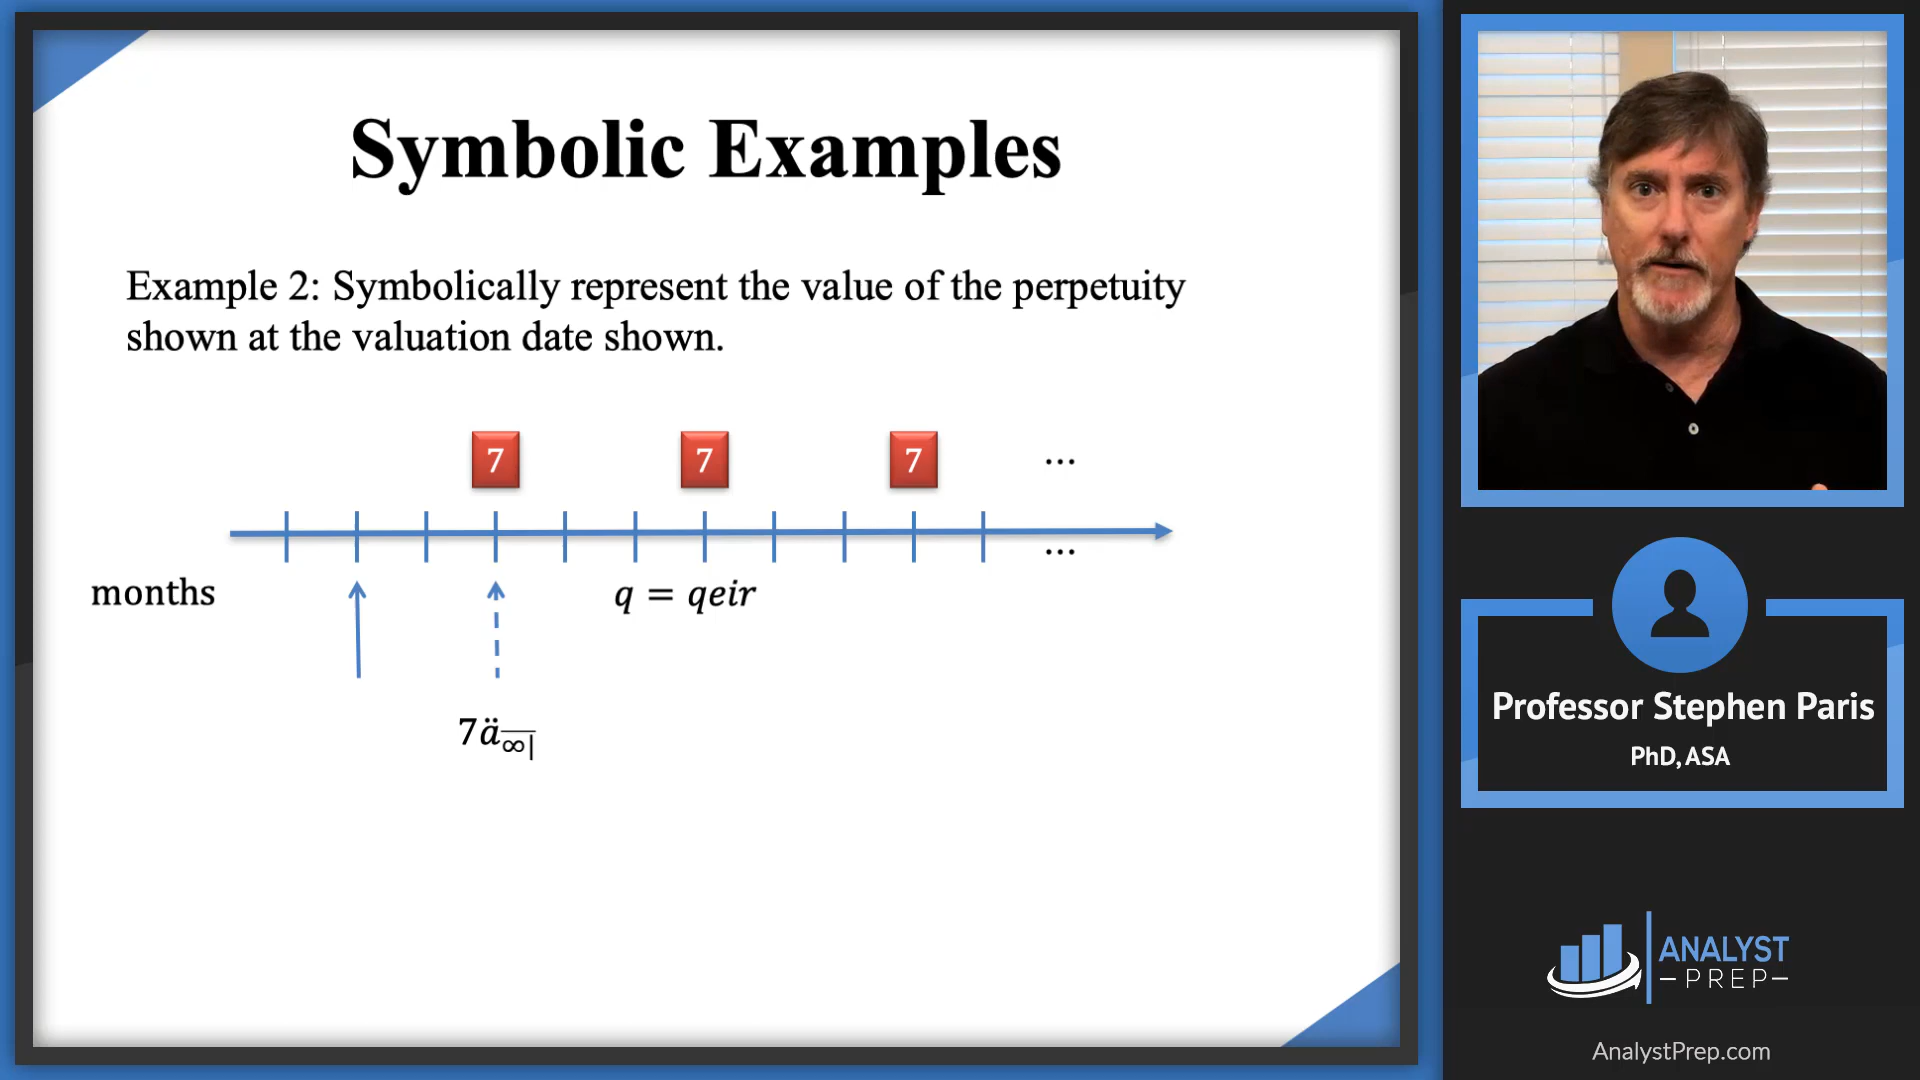 Symbolic Examples
Example 2: Symbolically represent the value of the perpetuity
shown at the valuation date shown.
7 7 7 ...
...
months
q = qeir
7ä∞|
Professor Stephen Paris
PhD, ASA
ANALYST
PREP
AnalystPrep.com